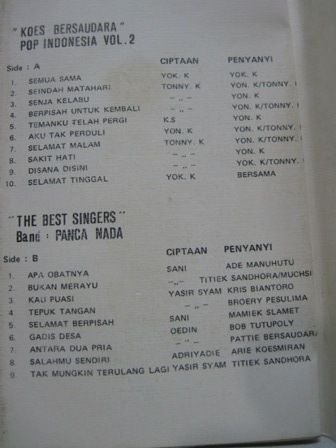 "KOES BERSAUDARA"
POP INDONESIA VOL. 2
Side : A CIPTAAN PENYANYI
1. SEMUA SAMA YOK. K YOK. K
2. SEINDAH MATAHARI TONNY. K YOK. K/TONNY.
3. SENJA KELABU –„– YON. K
4. BERPISAH UNTUK KEMBALI –„– YON. K/TONNY.
5. TEMANKU TELAH PERGI K.S YON. K/TONNY.
6. AKU TAK PERDULI YON. K YON. K
7. SELAMAT MALAM TONNY. K YOK. K/TONNY.
8. SAKIT HATI –„– YON. K
9. DISANA DISINI –„– YON. K/TONNY.
10. SELAMAT TINGGAL YOK. K BERSAMA
"THE BEST SINGERS"
Band : PANCA NADA
Side : B CIPTAAN PENYANYI
1. APA OBATNYA SANI ADE MANUHUTU
2. BUKAN MERAYU –„– TITIEK SANDHORA/MUCHSI
3. KAU PUASI YASIR SYAM KRIS BIANTORO
4. TEPUK TANGAN –„– BROERY PESULIMA
5. SELAMAT BERPISAH SANI MAMIEK SLAMET
6. GADIS DESA OEDIN BOB TUTUPOLY
7. ANTARA DUA PRIA –„– PATTIE BERSAUDARA
8. SALAHMU SENDIRI ADRIYADIE ARIE KOESMIRAN
9. TAK MUNGKIN TERULANG LAGI YASIR SYAM TITIEK SANDHORA